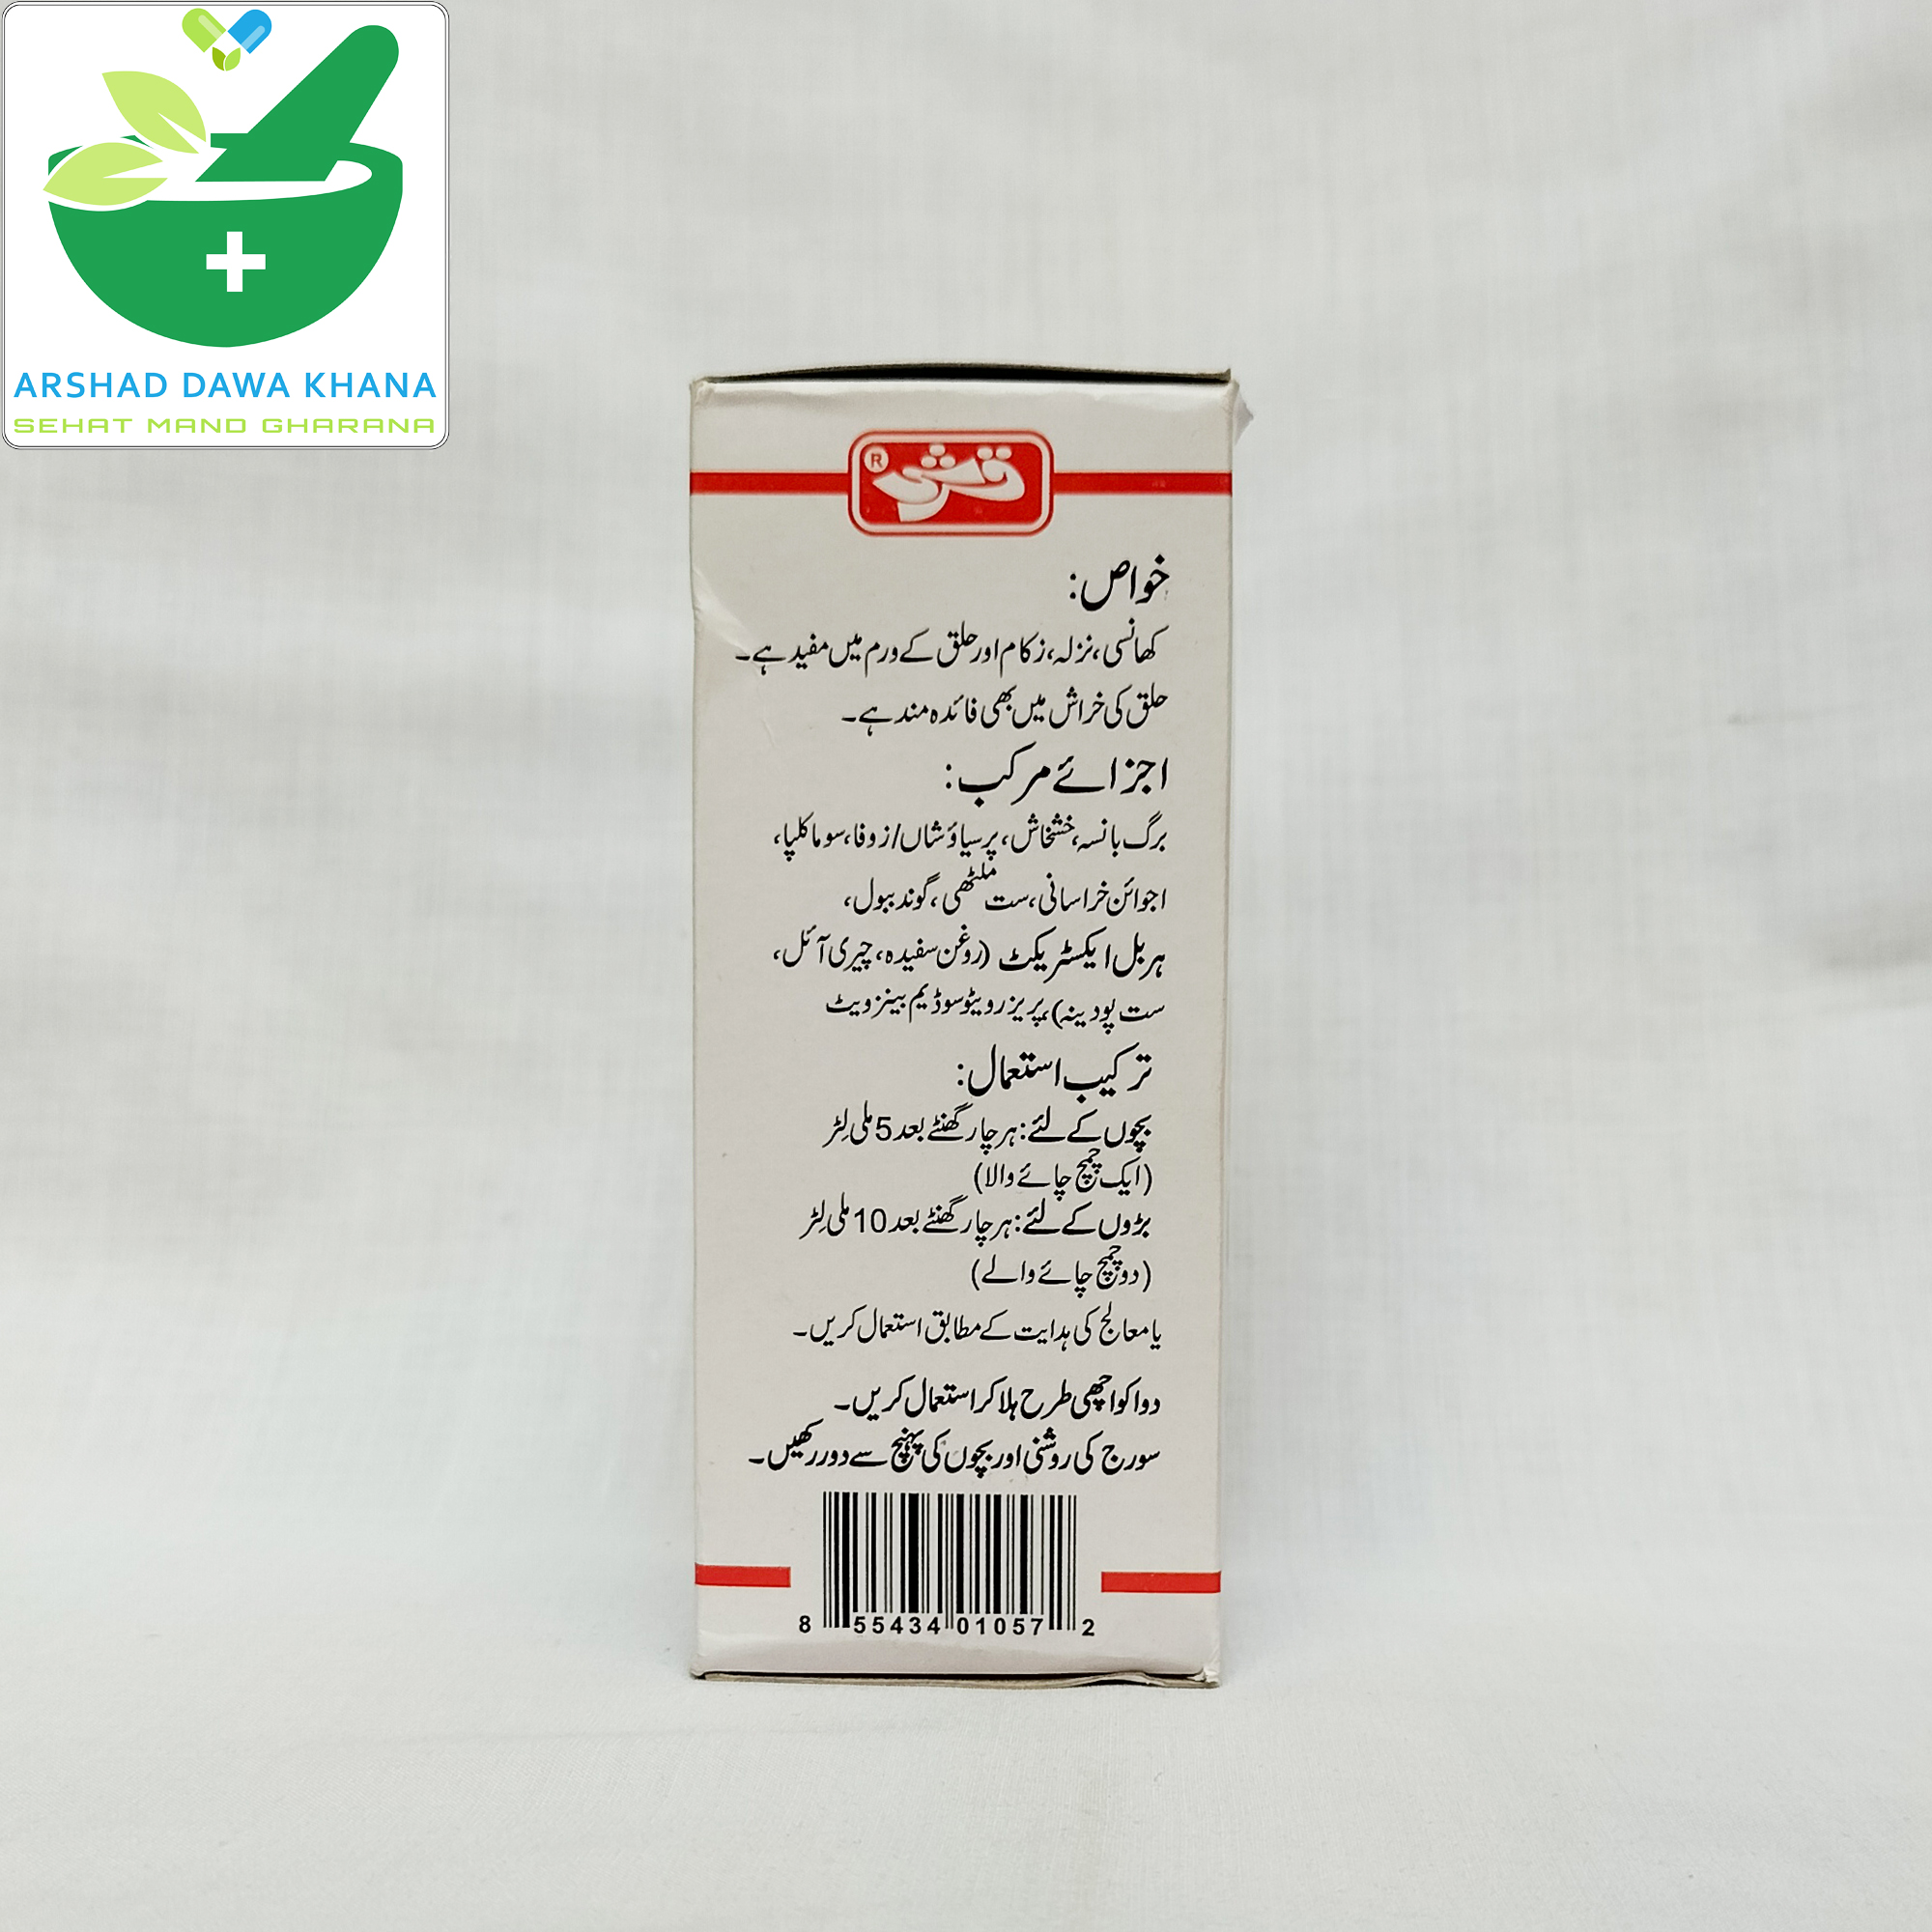 ARSHAD DAWA KHANA
SEHAT MAND GHARANA
قرشی ®
خواص:
کھانسی، نزلہ، زکام اور حلق کے ورم میں مفید ہے۔
حلق کی خراش میں بھی فائدہ مند ہے۔
اجزائے مرکب:
برگ بانسہ، خشخاش، پرسیاؤشاں/زوفا، سوما کلپا،
اجوائن خراسانی، ست ملٹھی، گوند ببول،
ہربل ایکسٹریکٹ (روغن سفیدہ، چیری آئل،
ست پودینہ)، پریزرویٹو سوڈیم بینزویٹ
ترکیب استعمال:
بچوں کے لئے: ہر چار گھنٹے بعد 5 ملی لِٹر
(ایک چمچ چائے والا)
بڑوں کے لئے: ہر چار گھنٹے بعد 10 ملی لِٹر
(دو چمچ چائے والے)
یا معالج کی ہدایت کے مطابق استعمال کریں۔
دوا کو اچھی طرح ہلا کر استعمال کریں۔
سورج کی روشنی اور بچوں کی پہنچ سے دور رکھیں۔
8 55434 01057 2